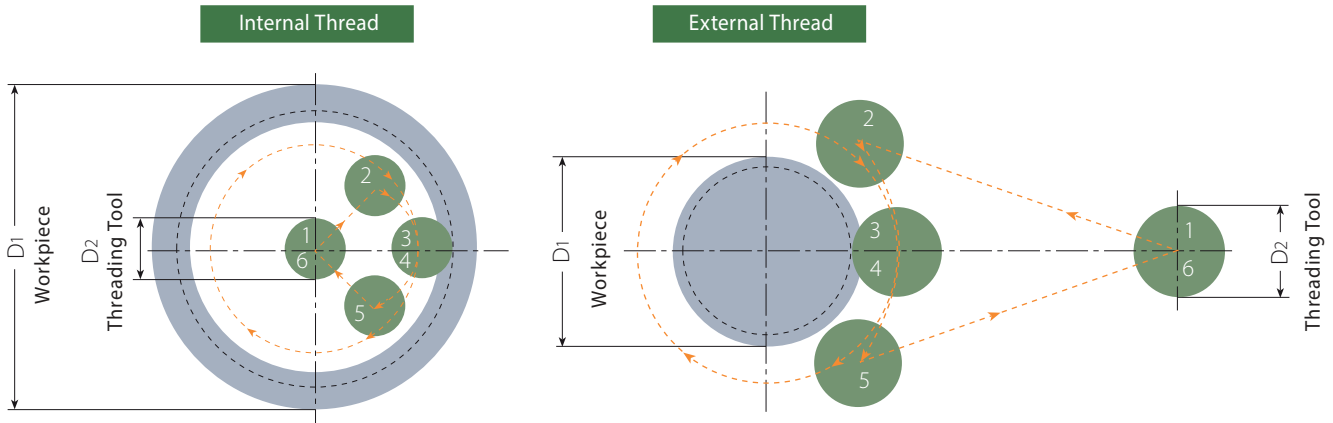 Internal Thread
D1
Workpiece
D2
Threading Tool
1
6
2
3
4
5
External Thread
D1
Workpiece
2
3
4
5
1
6
D2
Threading Tool